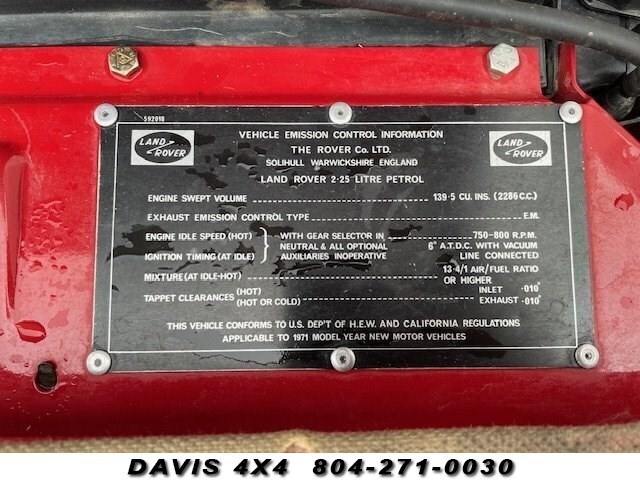 592918
VEHICLE EMISSION CONTROL INFORMATION
LAND ROVER
THE ROVER Co. LTD.
LAND ROVER
SOLIHULL WARWICKSHIRE ENGLAND
LAND ROVER 2·25 LITRE PETROL
ENGINE SWEPT VOLUME 139·5 CU. INS. (2286 C.C.)
EXHAUST EMISSION CONTROL TYPE E.M.
ENGINE IDLE SPEED (HOT) } WITH GEAR SELECTOR IN 750-800 R.P.M.
NEUTRAL & ALL OPTIONAL 6° A.T.D.C. WITH VACUUM
IGNITION TIMING (AT IDLE) AUXILIARIES INOPERATIVE LINE CONNECTED
MIXTURE (AT IDLE-HOT) 13·4/1 AIR/FUEL RATIO
OR HIGHER
TAPPET CLEARANCES (HOT) INLET ·010"
(HOT OR COLD) EXHAUST ·010"
THIS VEHICLE CONFORMS TO U.S. DEP'T OF H.E.W. AND CALIFORNIA REGULATIONS
APPLICABLE TO 1971 MODEL YEAR NEW MOTOR VEHICLES
DAVIS 4X4 804-271-0030